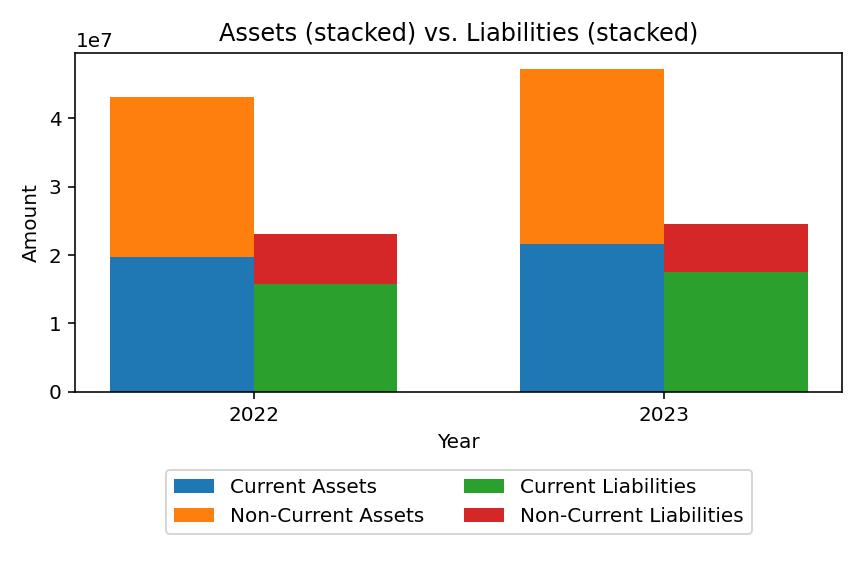 Assets (stacked) vs. Liabilities (stacked)
1e7
4
3
2
1
0
Amount
2022 2023
Year
Current Assets Current Liabilities
Non-Current Assets Non-Current Liabilities